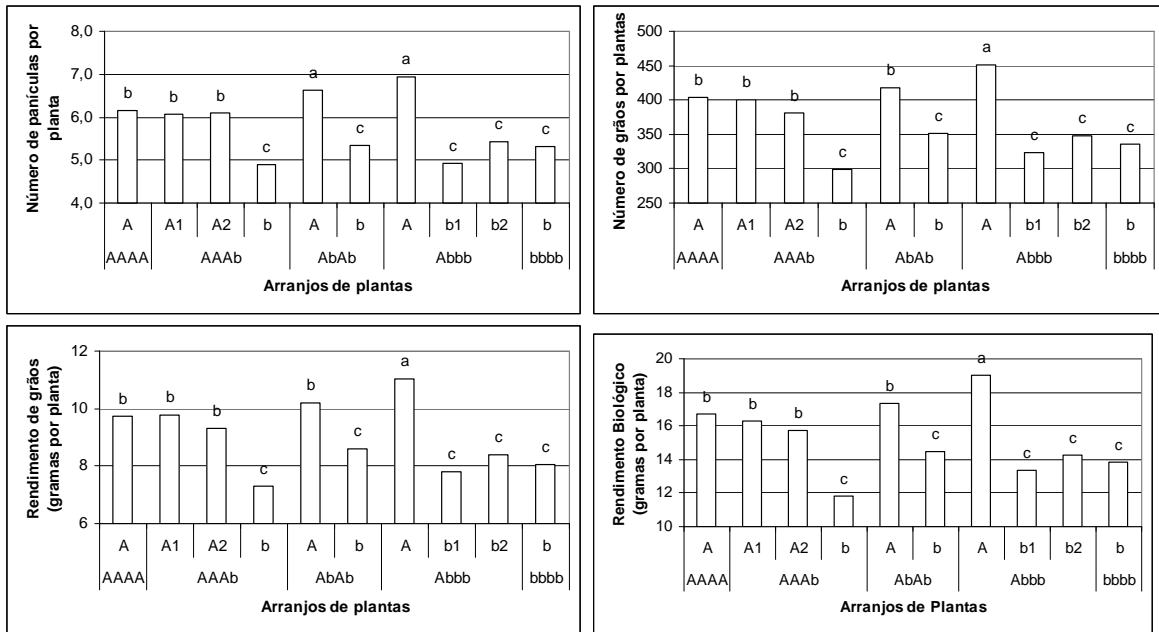 Número de panículas por
planta
8,0
7,0
6,0
5,0
4,0
b b b c a c a c c c
A A1 A2 b A b A b1 b2 b
AAAA AAAb AbAb Abbb bbbb
Arranjos de plantas
Número de grãos por plantas
500
450
400
350
300
250
b b b c b c a c c c
A A1 A2 b A b A b1 b2 b
AAAA AAAb AbAb Abbb bbbb
Arranjos de plantas
Rendimento de grãos
(gramas por planta)
12
10
8
6
b b b c b c a c c c
A A1 A2 b A b A b1 b2 b
AAAA AAAb AbAb Abbb bbbb
Arranjos de plantas
Rendimento Biológico
(gramas por planta)
20
18
16
14
12
10
b b b c b c a c c c
A A1 A2 b A b A b1 b2 b
AAAA AAAb AbAb Abbb bbbb
Arranjos de Plantas